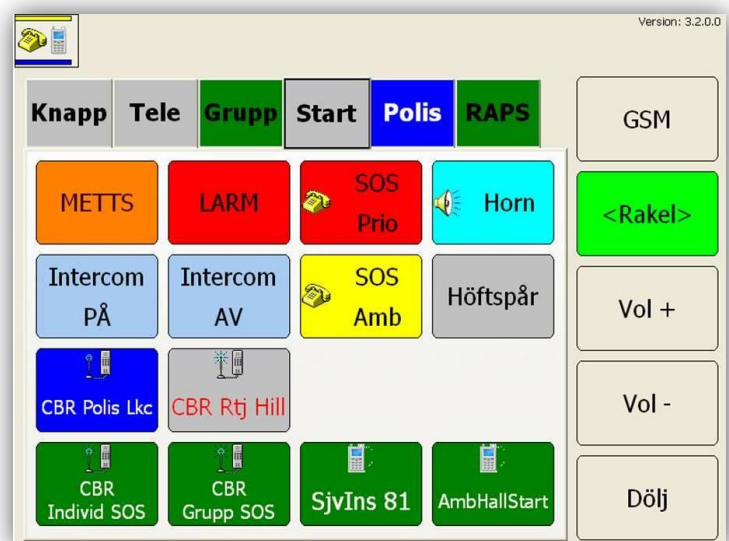 Version: 3.2.0.0
Knapp Tele Grupp Start Polis RAPS
GSM
METTS
LARM
SOS
Prio
Horn
<Rakel>
Intercom
PÅ
Intercom
AV
SOS
Amb
Höftspår
Vol +
CBR Polis Lkc
CBR Rtj Hill
Vol -
CBR
Individ SOS
CBR
Grupp SOS
SjvIns 81
AmbHallStart
Dölj